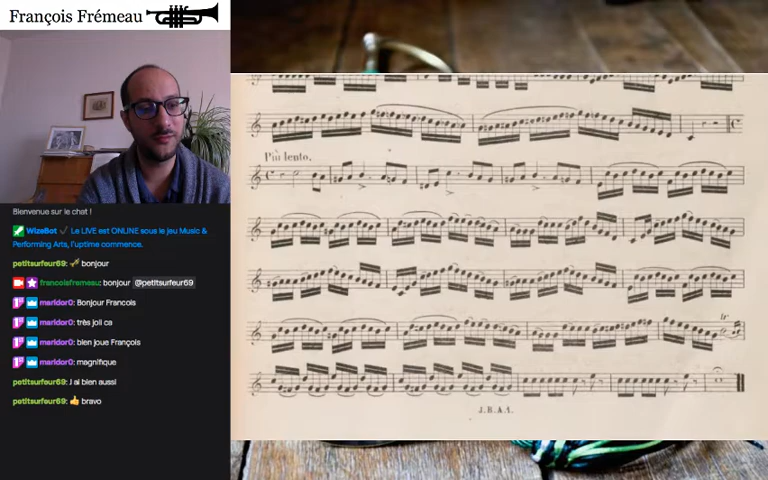 François Frémeau
Bienvenue sur le chat !
WizeBot ✓ Le LIVE est ONLINE sous le jeu Music &
Performing Arts, l'uptime commence.
petitsurfeur69: 🎺 bonjour
francoisfremeau: bonjour @petitsurfeur69
maridor0: Bonjour Francois
maridor0: très joli ca
maridor0: bien joue François
maridor0: magnifique
petitsurfeur69: J ai bien aussi
petitsurfeur69: 👍 bravo
Più lento.
tr
J.B.A.1.